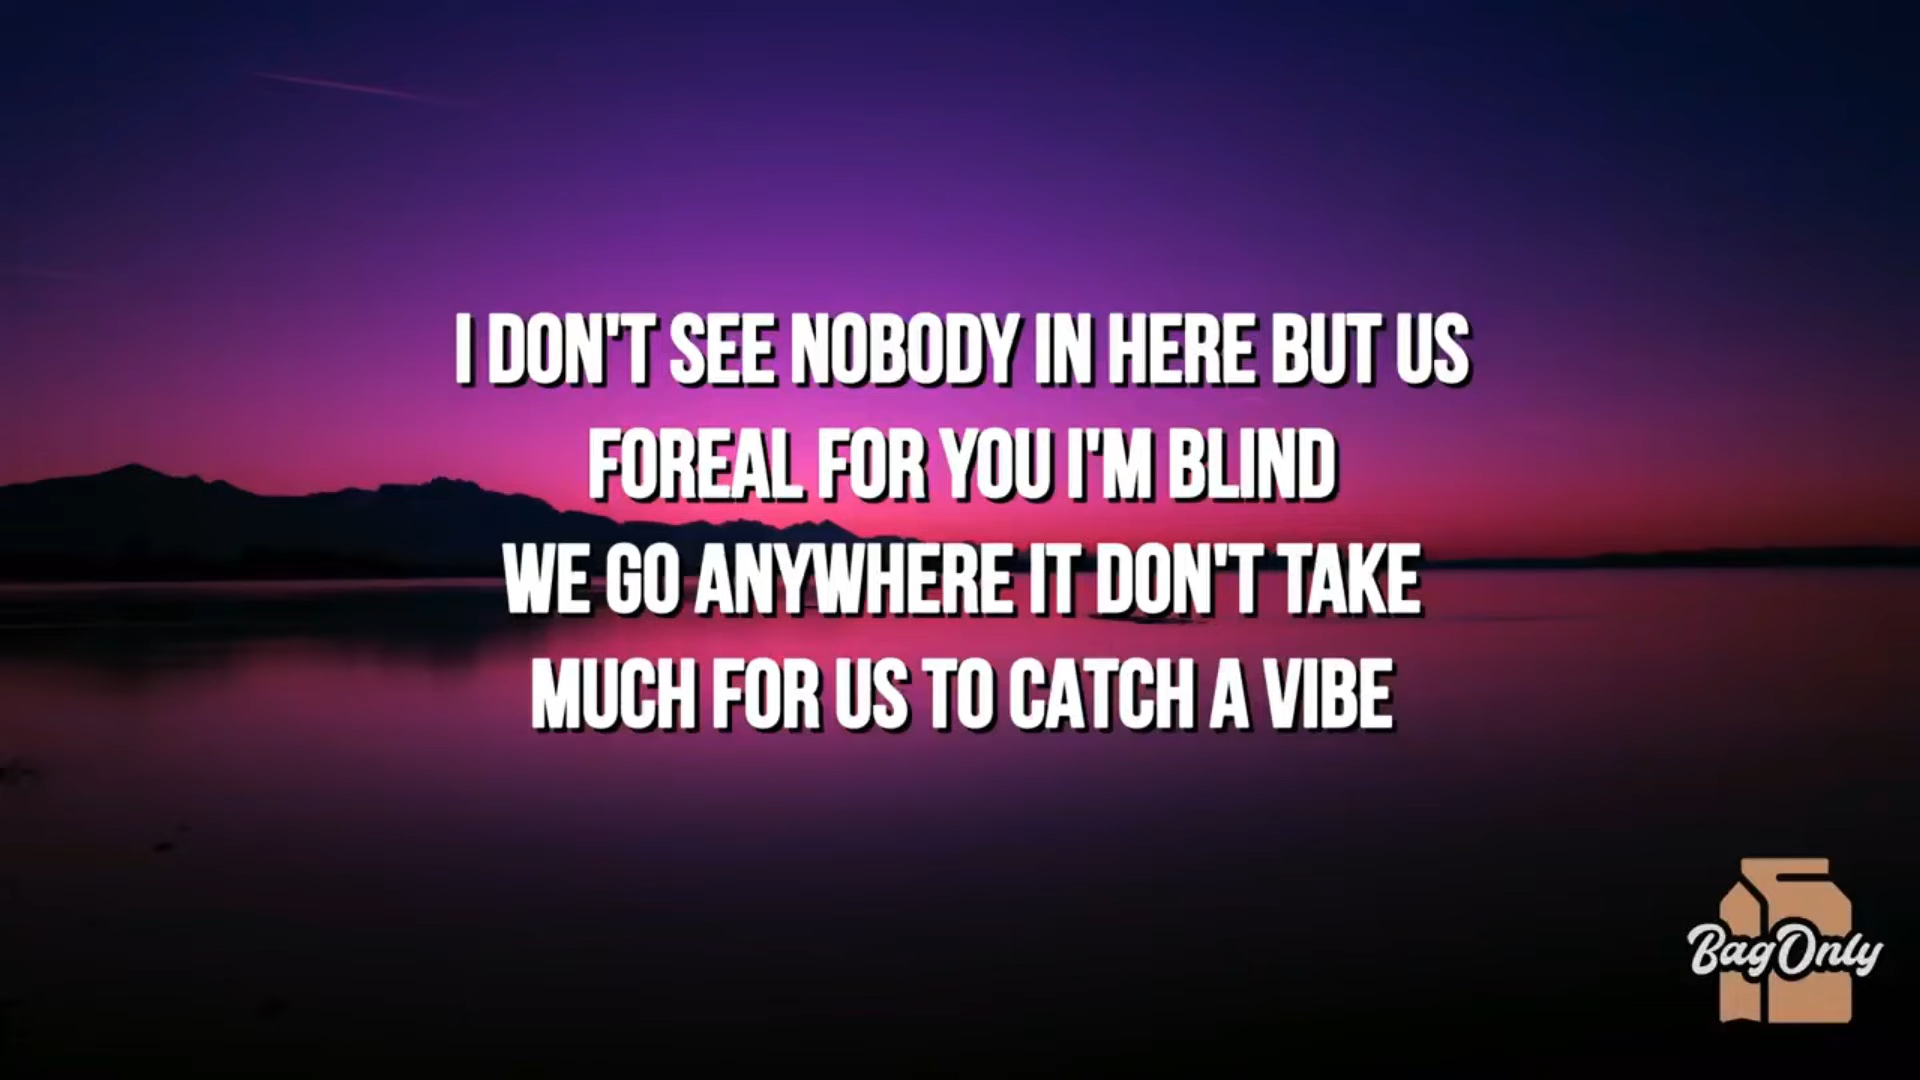 I DON'T SEE NOBODY IN HERE BUT US
FOREAL FOR YOU I'M BLIND
WE GO ANYWHERE IT DON'T TAKE
MUCH FOR US TO CATCH A VIBE
BagOnly